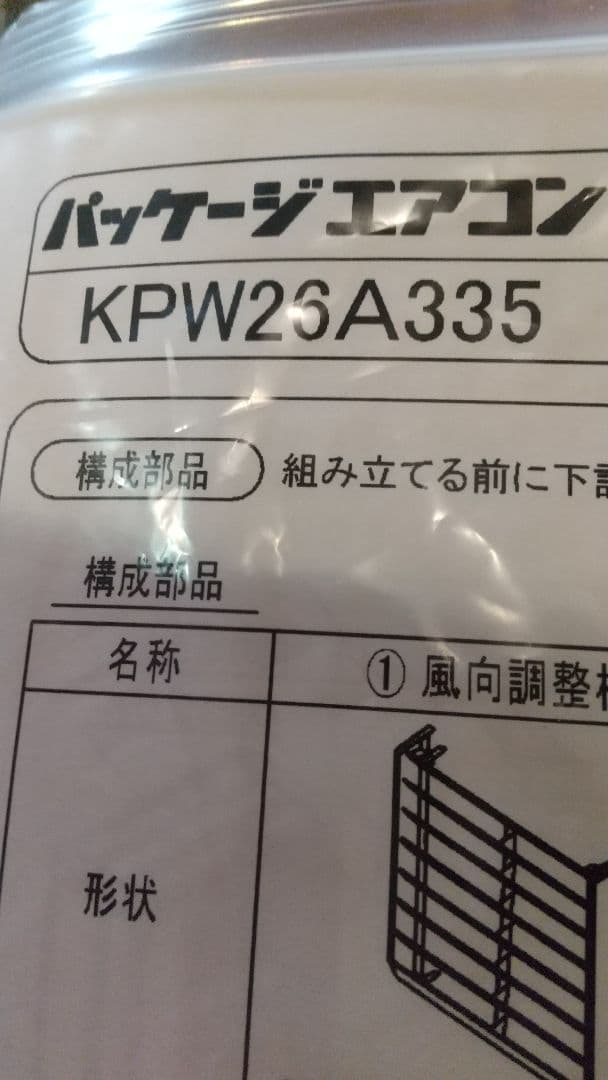 パッケージエアコン
KPW26A335
構成部品 組み立てる前に下記
構成部品
名称 ① 風向調整
形状